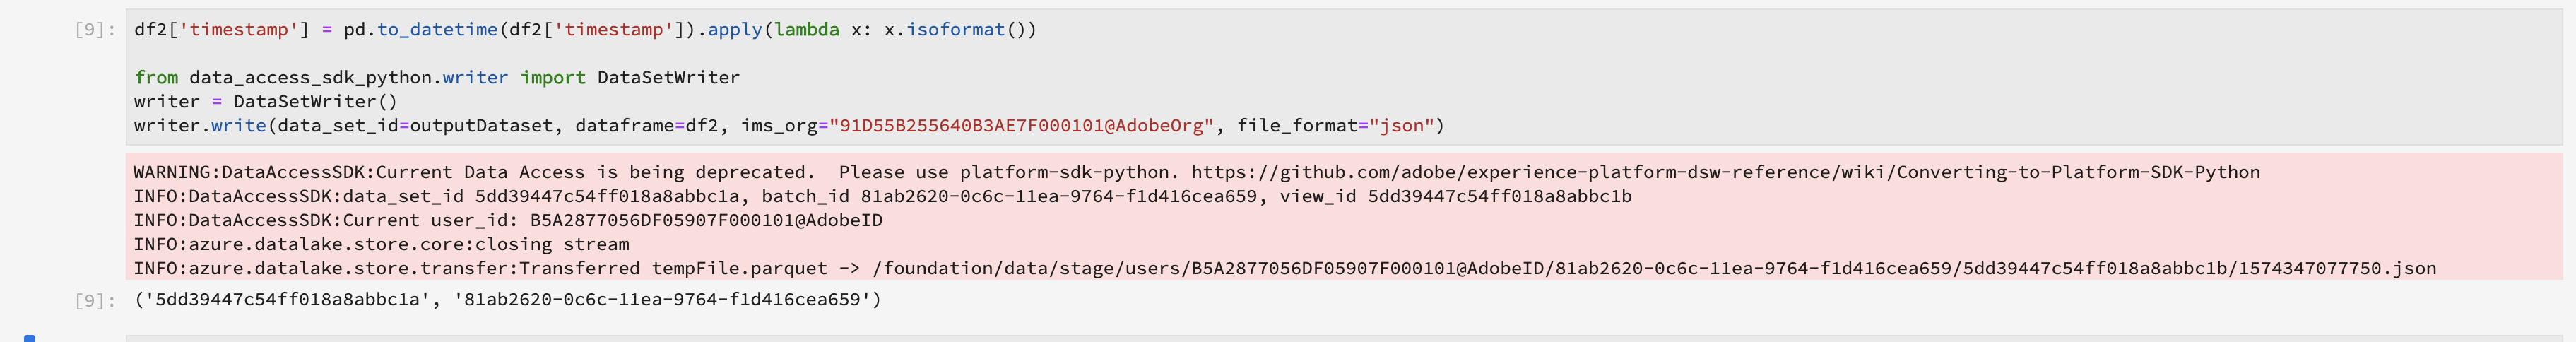 [9]: df2['timestamp'] = pd.to_datetime(df2['timestamp']).apply(lambda x: x.isoformat())
from data_access_sdk_python.writer import DataSetWriter
writer = DataSetWriter()
writer.write(data_set_id=outputDataset, dataframe=df2, ims_org="91D55B255640B3AE7F000101@AdobeOrg", file_format="json")
WARNING:DataAccessSDK:Current Data Access is being deprecated.  Please use platform-sdk-python. https://github.com/adobe/experience-platform-dsw-reference/wiki/Converting-to-Platform-SDK-Python
INFO:DataAccessSDK:data_set_id 5dd39447c54ff018a8abbc1a, batch_id 81ab2620-0c6c-11ea-9764-f1d416cea659, view_id 5dd39447c54ff018a8abbc1b
INFO:DataAccessSDK:Current user_id: B5A2877056DF05907F000101@AdobeID
INFO:azure.datalake.store.core:closing stream
INFO:azure.datalake.store.transfer:Transferred tempFile.parquet -> /foundation/data/stage/users/B5A2877056DF05907F000101@AdobeID/81ab2620-0c6c-11ea-9764-f1d416cea659/5dd39447c54ff018a8abbc1b/1574347077750.json
[9]: ('5dd39447c54ff018a8abbc1a', '81ab2620-0c6c-11ea-9764-f1d416cea659')